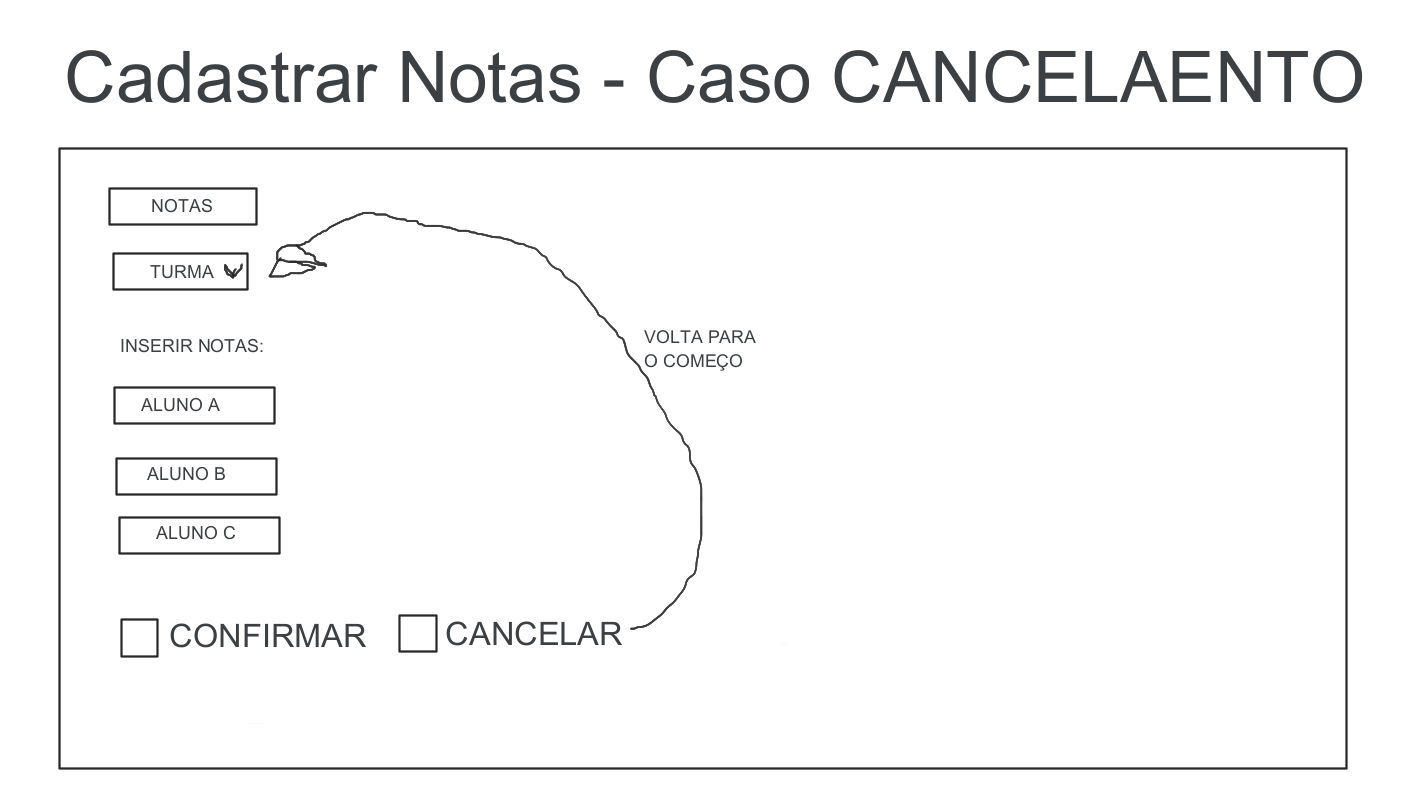 Cadastrar Notas - Caso CANCELAENTO
NOTAS
TURMA
INSERIR NOTAS:
VOLTA PARA
O COMEÇO
ALUNO A
ALUNO B
ALUNO C
CONFIRMAR
CANCELAR